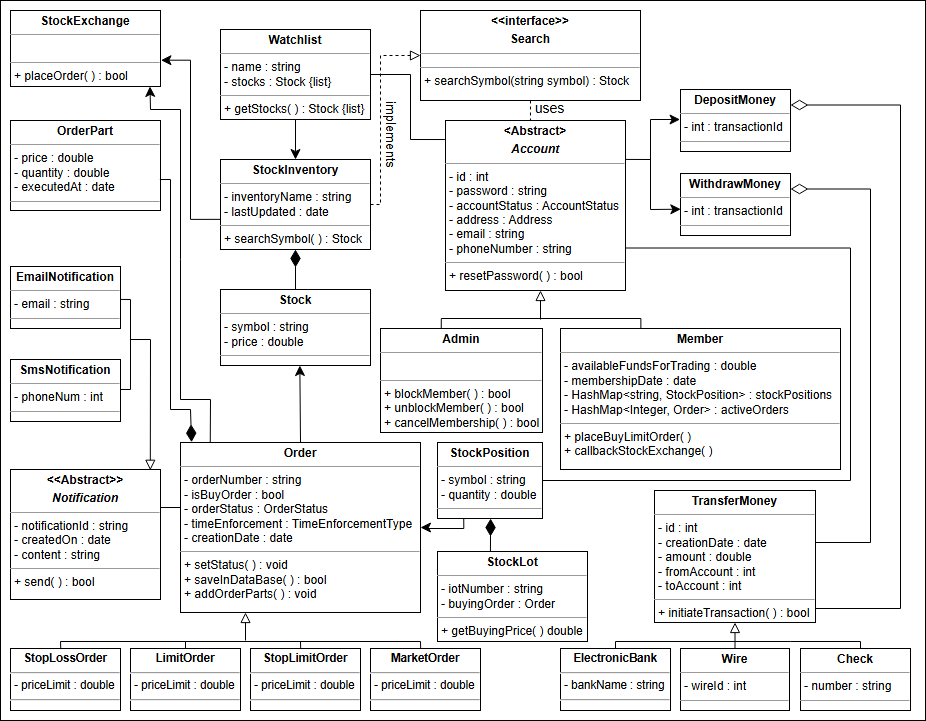 StockExchange
+ placeOrder( ) : bool
Watchlist
- name : string
- stocks : Stock {list}
+ getStocks( ) : Stock {list}
<<interface>>
Search
+ searchSymbol(string symbol) : Stock
uses
implements
OrderPart
- price : double
- quantity : double
- executedAt : date
StockInventory
- inventoryName : string
- lastUpdated : date
+ searchSymbol( ) : Stock
<Abstract>
Account
- id : int
- password : string
- accountStatus : AccountStatus
- address : Address
- email : string
- phoneNumber : string
+ resetPassword( ) : bool
DepositMoney
- int : transactionId
WithdrawMoney
- int : transactionId
EmailNotification
- email : string
SmsNotification
- phoneNum : int
Stock
- symbol : string
- price : double
Admin
+ blockMember( ) : bool
+ unblockMember( ) : bool
+ cancelMembership( ) : bool
Member
- availableFundsForTrading : double
- membershipDate : date
- HashMap<string, StockPosition> : stockPositions
- HashMap<Integer, Order> : activeOrders
+ placeBuyLimitOrder( )
+ callbackStockExchange( )
<<Abstract>>
Notification
- notificationId : string
- createdOn : date
- content : string
+ send( ) : bool
Order
- orderNumber : string
- isBuyOrder : bool
- orderStatus : OrderStatus
- timeEnforcement : TimeEnforcementType
- creationDate : date
+ setStatus( ) : void
+ saveInDataBase( ) : bool
+ addOrderParts( ) : void
StockPosition
- symbol : string
- quantity : double
StockLot
- iotNumber : string
- buyingOrder : Order
+ getBuyingPrice( ) double
TransferMoney
- id : int
- creationDate : date
- amount : double
- fromAccount : int
- toAccount : int
+ initiateTransaction( ) : bool
StopLossOrder
- priceLimit : double
LimitOrder
- priceLimit : double
StopLimitOrder
- priceLimit : double
MarketOrder
- priceLimit : double
ElectronicBank
- bankName : string
Wire
- wireId : int
Check
- number : string